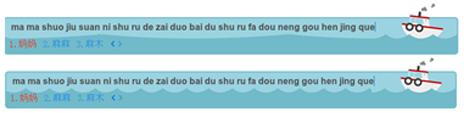 ma ma shuo jiu suan ni shu ru de zai duo bai du shu ru fa dou neng gou hen jing que
1.妈妈 2.麻麻 3.麻木 < >
ma ma shuo jiu suan ni shu ru de zai duo bai du shu ru fa dou neng gou hen jing que
1.妈妈 2.麻麻 3.麻木 < >